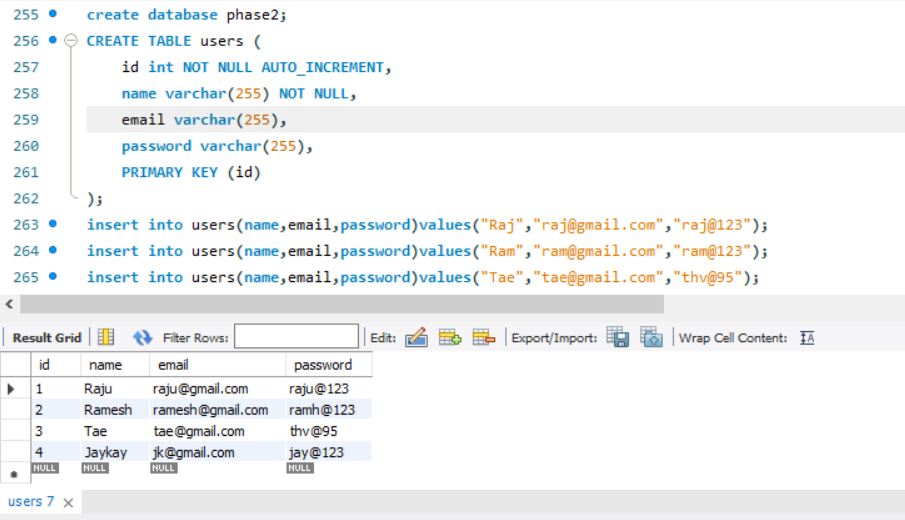 255 create database phase2;
256 CREATE TABLE users (
257 id int NOT NULL AUTO_INCREMENT,
258 name varchar(255) NOT NULL,
259 email varchar(255),
260 password varchar(255),
261 PRIMARY KEY (id)
262 );
263 insert into users(name,email,password)values("Raj","raj@gmail.com","raj@123");
264 insert into users(name,email,password)values("Ram","ram@gmail.com","ram@123");
265 insert into users(name,email,password)values("Tae","tae@gmail.com","thv@95");
Result Grid Filter Rows: Edit: Export/Import: Wrap Cell Content: IA
id name email password
1 Raju raju@gmail.com raju@123
2 Ramesh ramesh@gmail.com ramh@123
3 Tae tae@gmail.com thv@95
4 Jaykay jk@gmail.com jay@123
NULL NULL NULL NULL
users 7